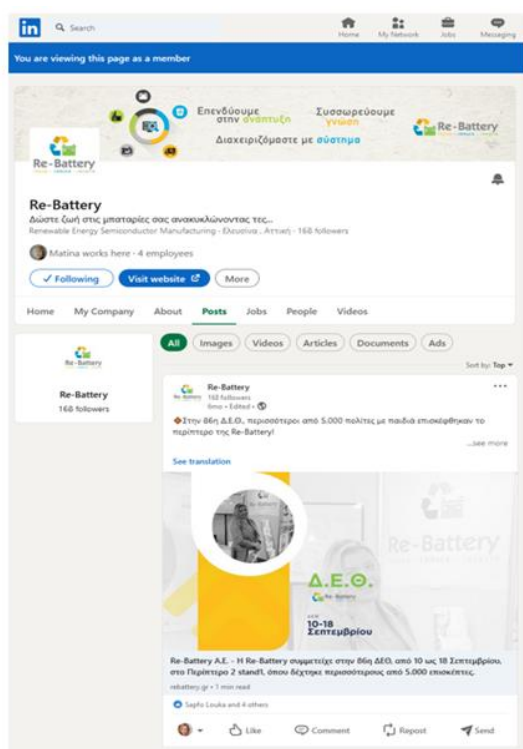 in
Search
Home My Network Jobs Messaging
You are viewing this page as a member
Επενδύουμε
στην ανάπτυξη
Συσσωρεύουμε
γνώση
Διαχειριζόμαστε με σύστημα
Re-Battery
Re-Battery
Re-Battery
Δώστε ζωή στις μπαταρίες σας ανακυκλώνοντας τες...
Renewable Energy Semiconductor Manufacturing · Ελευσίνα , Αττική · 168 followers
Matina works here · 4 employees
Following Visit website More
Home My Company About Posts Jobs People Videos
Re-Battery
Re-Battery
168 followers
All Images Videos Articles Documents Ads
Sort by: Top
Re-Battery
168 followers
6mo • Edited •
Στην 86η Δ.Ε.Θ., περισσότεροι από 5.000 πολίτες με παιδιά επισκέφθηκαν το
περίπτερο της Re-Battery!
...see more
See translation
Re-Battery
Δ.Ε.Θ.
Re-Battery
10-18
Σεπτεμβρίου
Re-Battery A.E. - Η Re-Battery συμμετείχε στην 86η ΔΕΘ, από 10 ως 18 Σεπτεμβρίου,
στο Περίπτερο 2 stand1, όπου δέχτηκε περισσότερους από 5.000 επισκέπτες.
rebattery.gr • 1 min read
Sapfo Louka and 4 others
Like Comment Repost Send